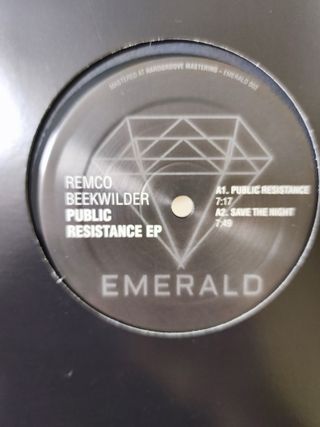 MASTERED AT HARDGROOVE MASTERING - EMERALD 005
REMCO
BEEKWILDER
PUBLIC
RESISTANCE EP
A1. PUBLIC RESISTANCE
7:17
A2. SAVE THE NIGHT
7:49
EMERALD